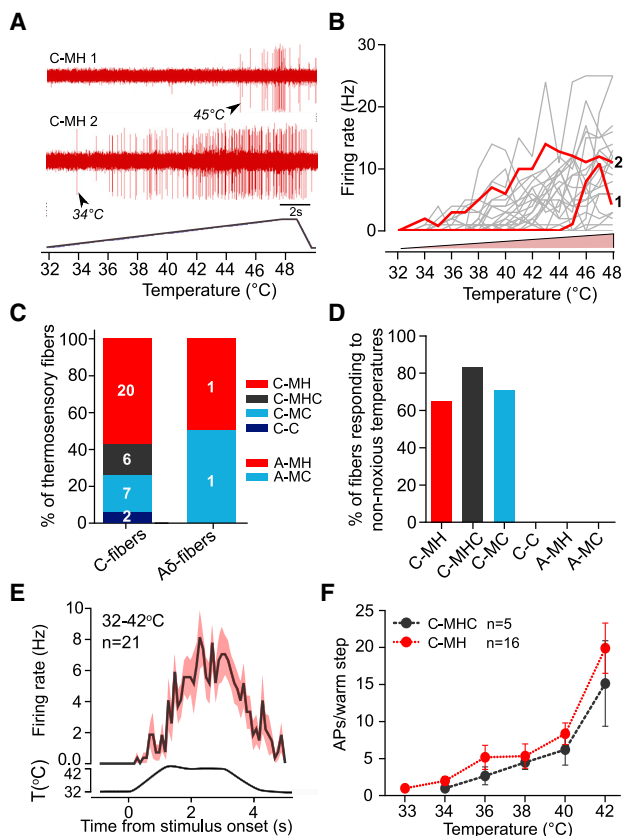 A
C-MH 1
45°C
C-MH 2
34°C
2s
32 34 36 38 40 42 44 46 48
Temperature (°C)
B
Firing rate (Hz)
30
20
10
0
2
1
32 34 36 38 40 42 44 46 48
Temperature (°C)
C
% of thermosensory fibers
100
80
60
40
20
0
20
6
7
2
1
1
C-fibers
Aδ-fibers
C-MH
C-MHC
C-MC
C-C
A-MH
A-MC
D
% of fibers responding to
non-noxious temperatures
100
80
60
40
20
0
C-MH
C-MHC
C-MC
C-C
A-MH
A-MC
E
32-42°C
n=21
Firing rate (Hz)
10
8
6
4
2
0.0
T(°C)
42
32
0 2 4
Time from stimulus onset (s)
F
C-MHC n=5
C-MH n=16
APs/warm step
25
20
15
10
5
0
33 34 36 38 40 42
Temperature (°C)